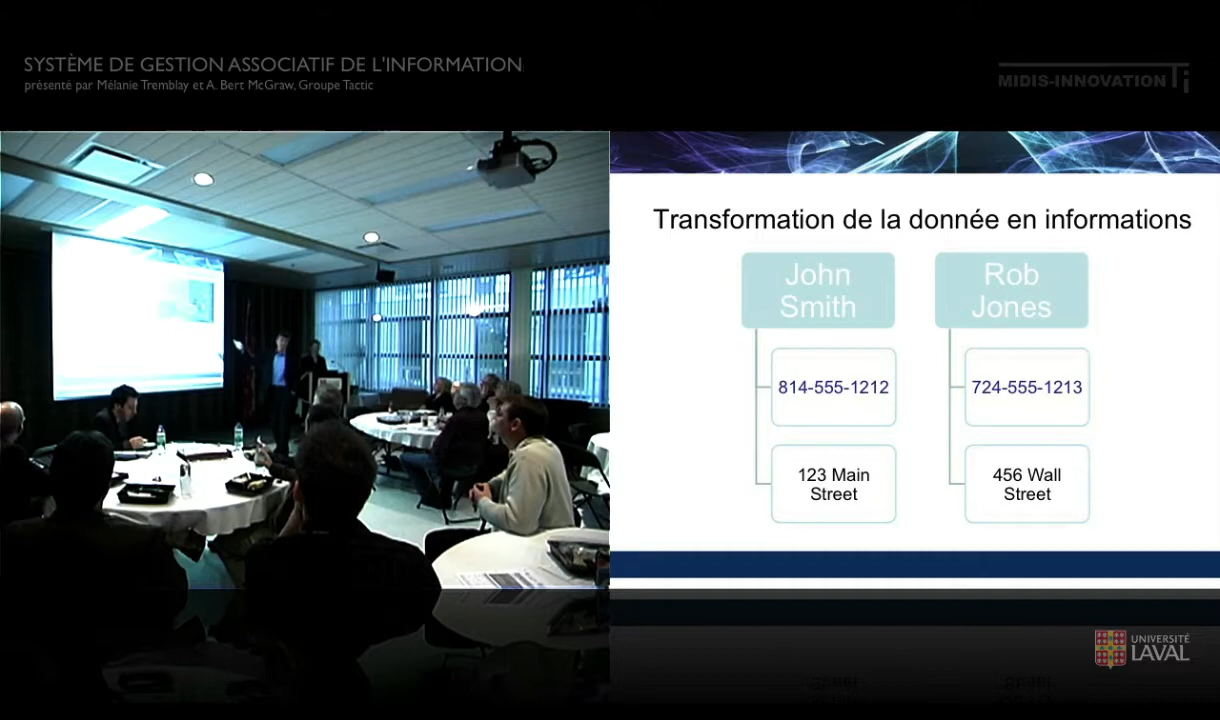 SYSTÈME DE GESTION ASSOCIATIF DE L'INFORMATION
présenté par Mélanie Tremblay et A. Bert McGraw, Groupe Tactic
MIDIS-INNOVATION Ti
Transformation de la donnée en informations
John
Smith
Rob
Jones
814-555-1212
724-555-1213
123 Main
Street
456 Wall
Street
UNIVERSITÉ
LAVAL